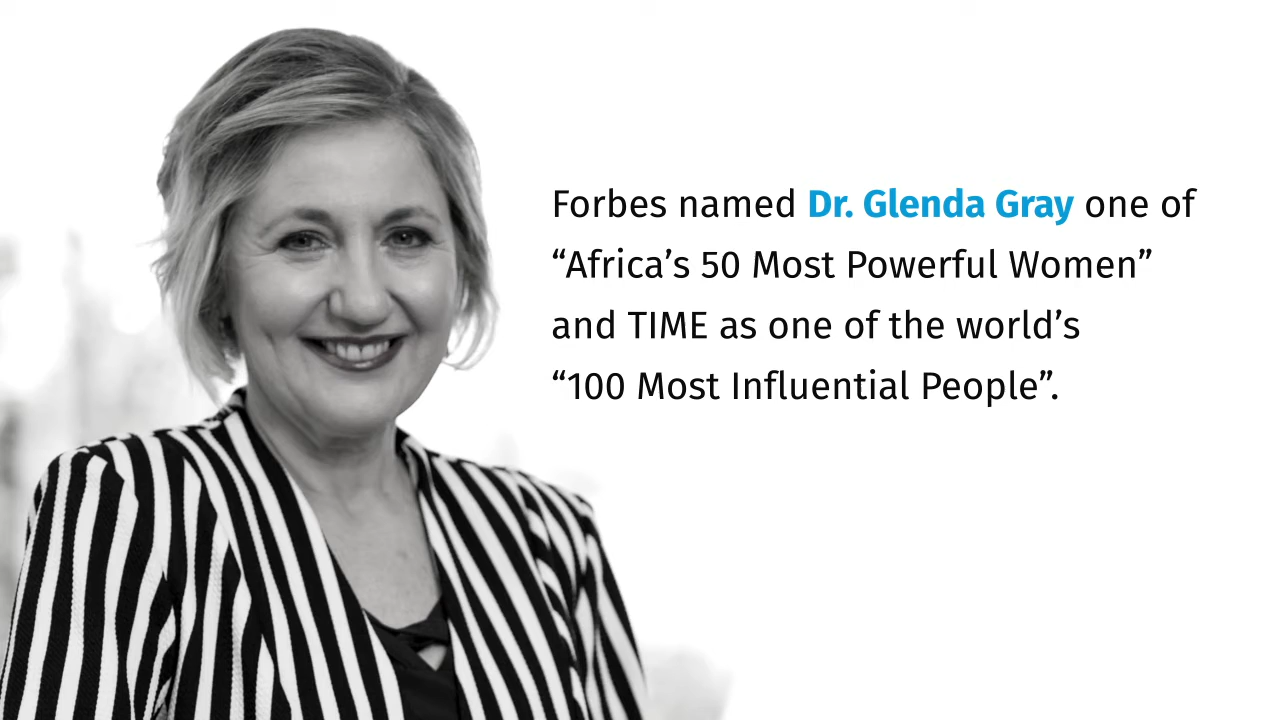 Forbes named Dr. Glenda Gray one of
“Africa’s 50 Most Powerful Women”
and TIME as one of the world’s
“100 Most Influential People”.